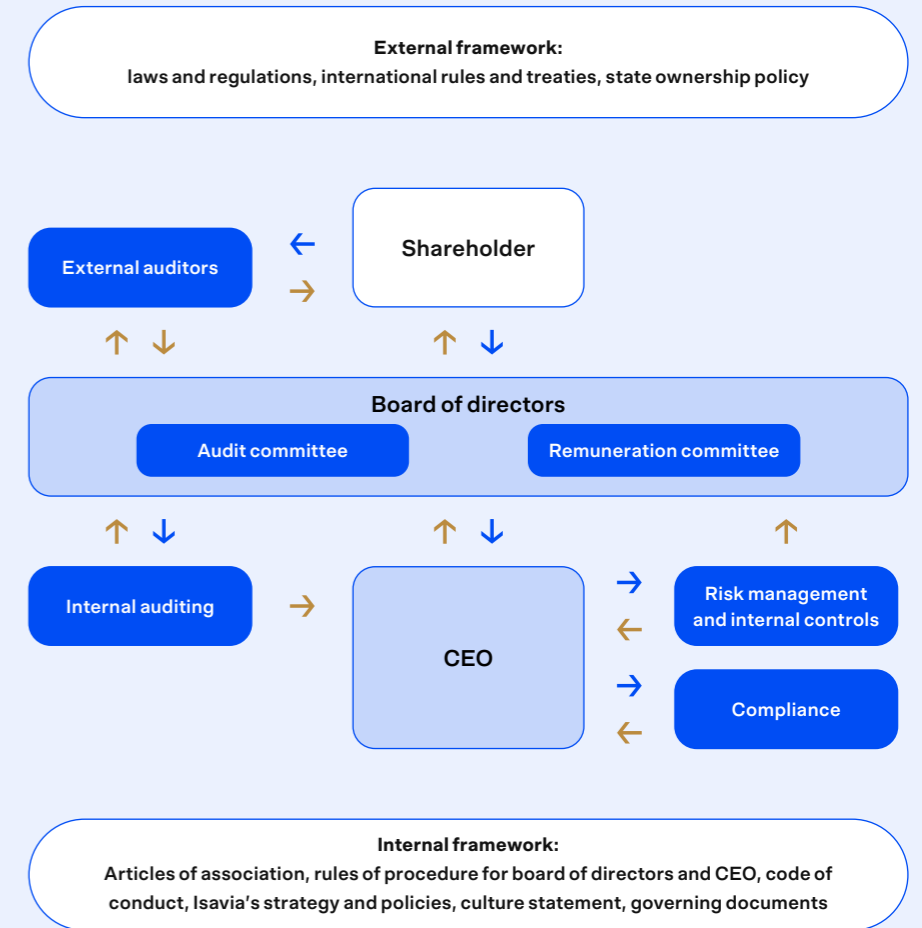 External framework:
laws and regulations, international rules and treaties, state ownership policy
External auditors
Shareholder
Board of directors
Audit committee
Remuneration committee
Internal auditing
CEO
Risk management
and internal controls
Compliance
Internal framework:
Articles of association, rules of procedure for board of directors and CEO, code of
conduct, Isavia’s strategy and policies, culture statement, governing documents